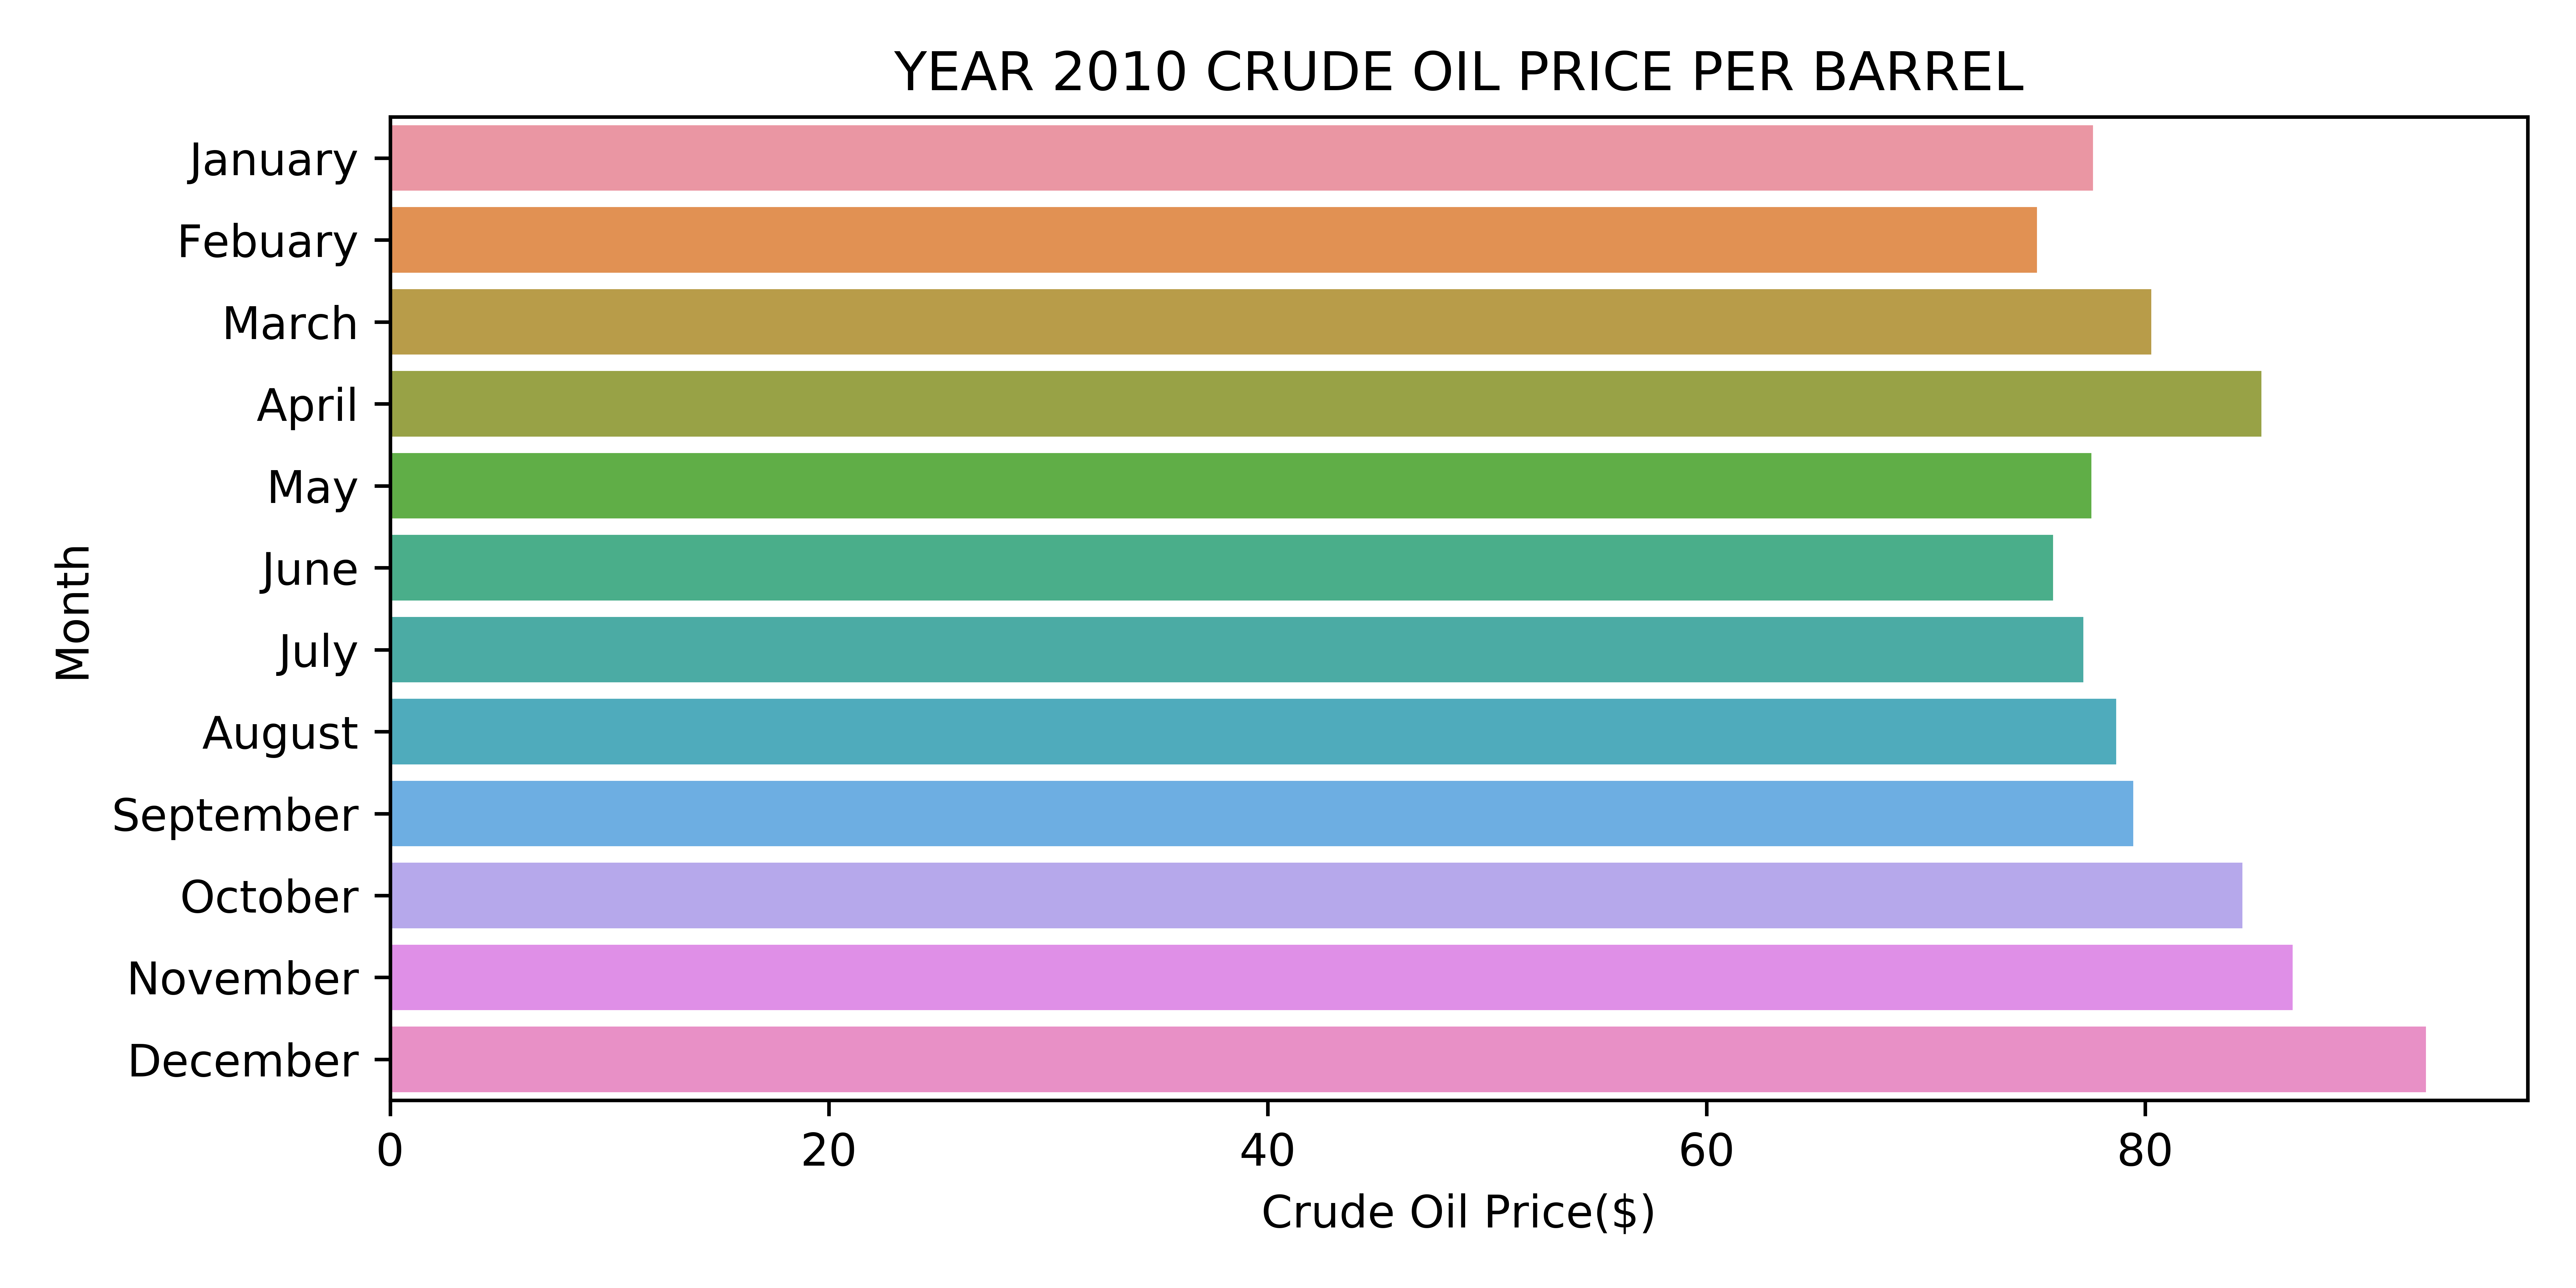 YEAR 2010 CRUDE OIL PRICE PER BARREL
January
Febuary
March
April
May
June
July
August
September
October
November
December
Month
0 20 40 60 80
Crude Oil Price($)